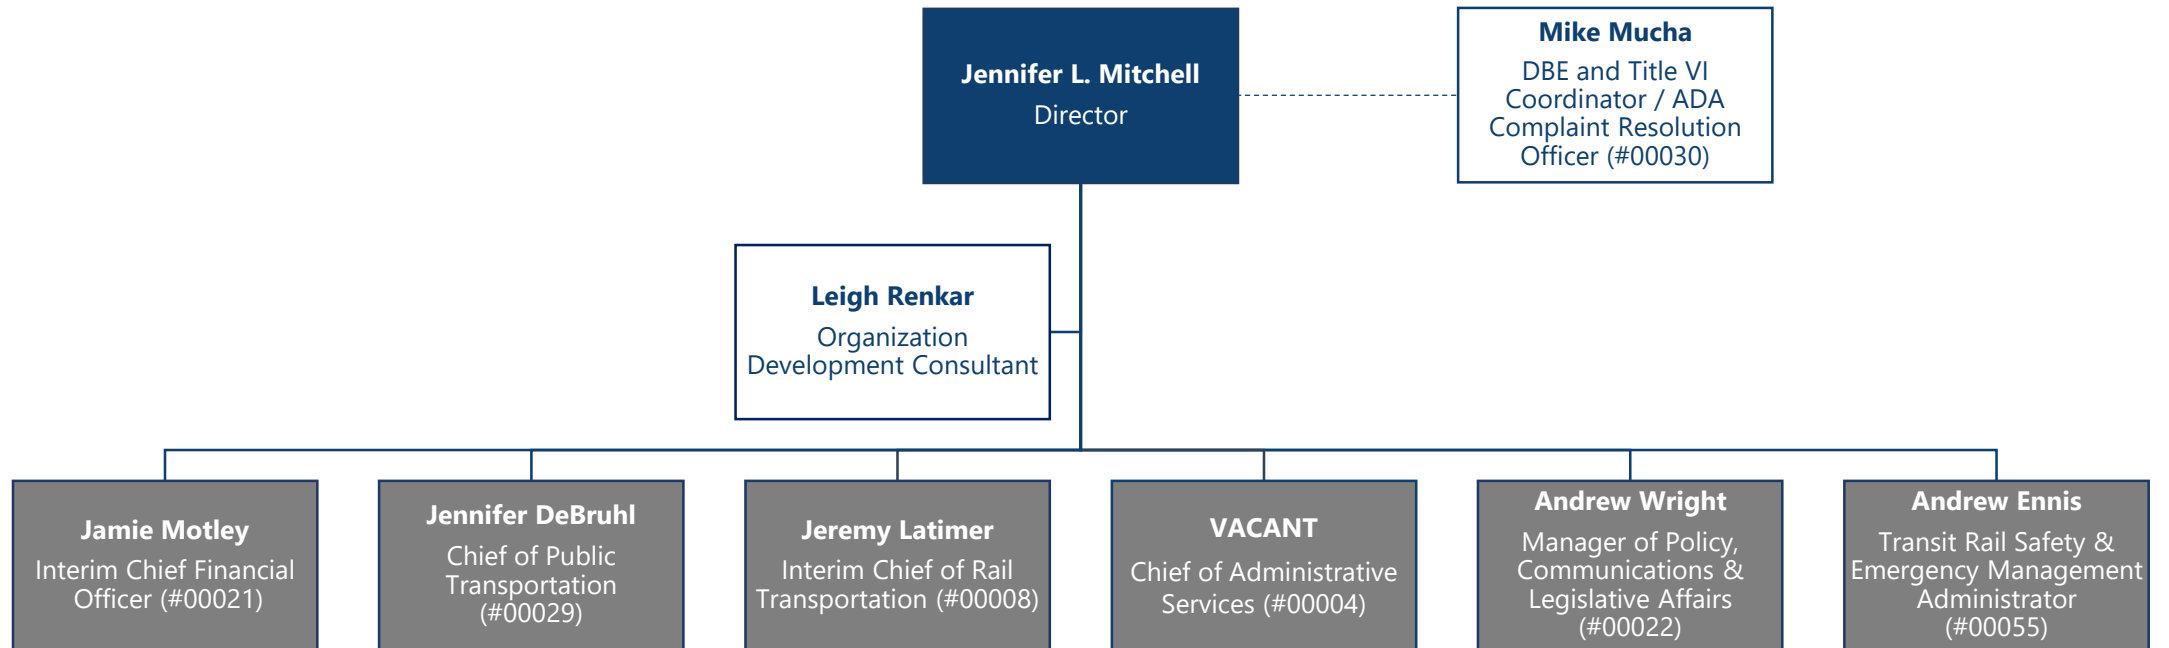 Jennifer L. Mitchell
Director
Mike Mucha
DBE and Title VI
Coordinator / ADA
Complaint Resolution
Officer (#00030)
Leigh Renkar
Organization
Development Consultant
Jamie Motley
Interim Chief Financial
Officer (#00021)
Jennifer DeBruhl
Chief of Public
Transportation
(#00029)
Jeremy Latimer
Interim Chief of Rail
Transportation (#00008)
VACANT
Chief of Administrative
Services (#00004)
Andrew Wright
Manager of Policy,
Communications &
Legislative Affairs
(#00022)
Andrew Ennis
Transit Rail Safety &
Emergency Management
Administrator
(#00055)